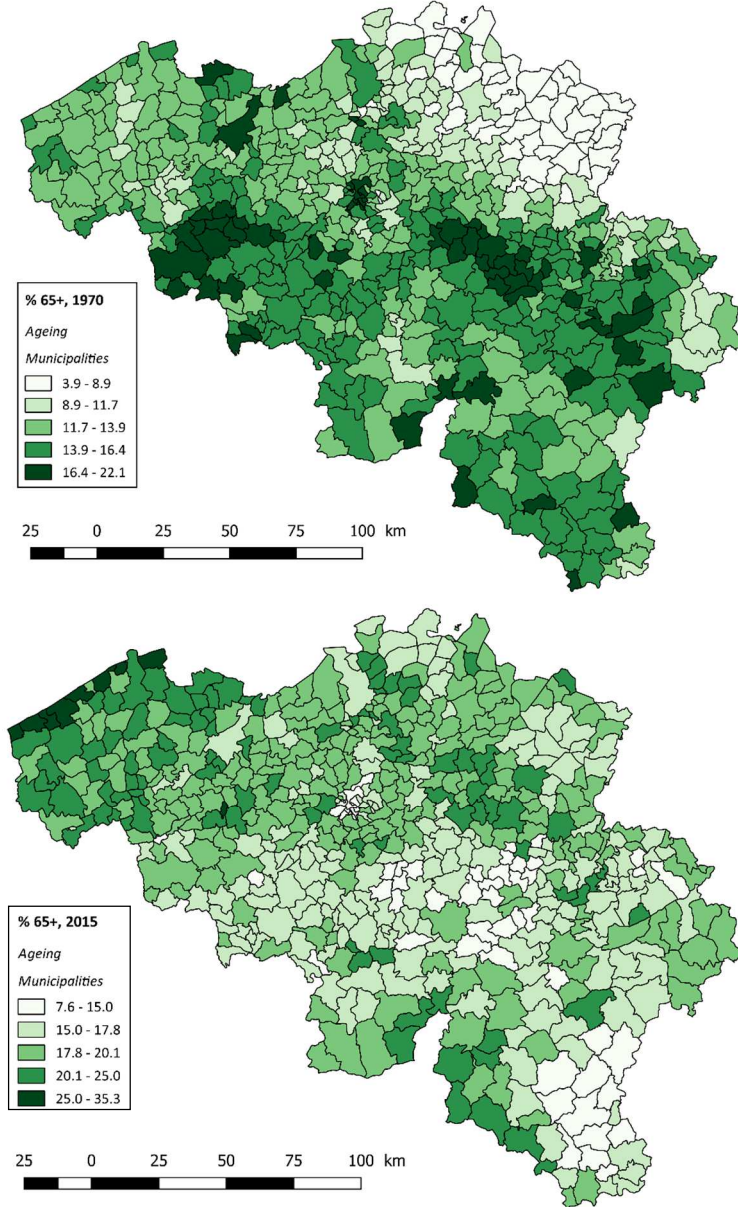 % 65+, 1970
Ageing
Municipalities
3.9 - 8.9
8.9 - 11.7
11.7 - 13.9
13.9 - 16.4
16.4 - 22.1
25 0 25 50 75 100 km
% 65+, 2015
Ageing
Municipalities
7.6 - 15.0
15.0 - 17.8
17.8 - 20.1
20.1 - 25.0
25.0 - 35.3
25 0 25 50 75 100 km